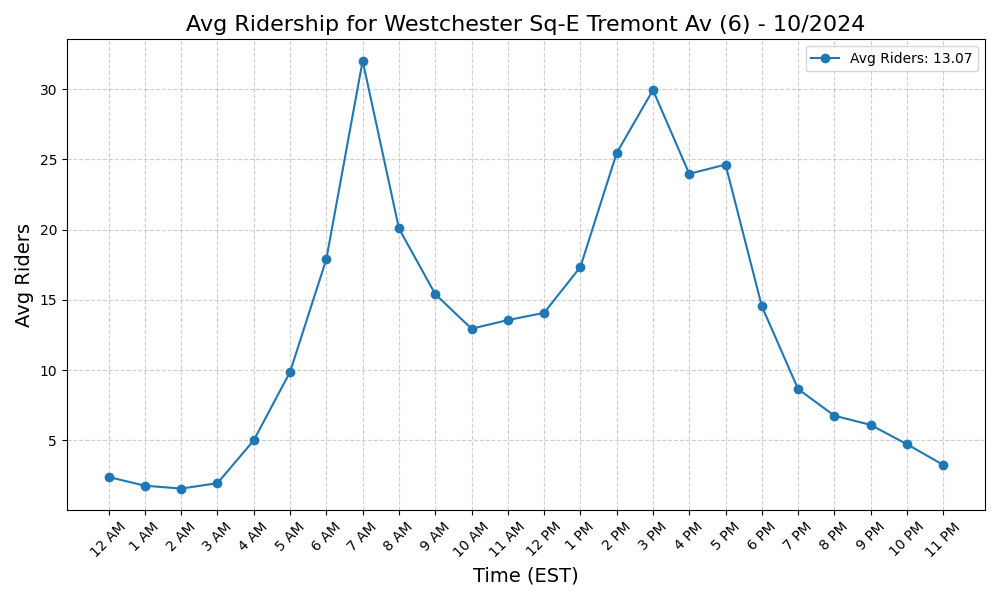 Avg Ridership for Westchester Sq-E Tremont Av (6) - 10/2024
Avg Riders: 13.07
Avg Riders
30
25
20
15
10
5
12 AM
1 AM
2 AM
3 AM
4 AM
5 AM
6 AM
7 AM
8 AM
9 AM
10 AM
11 AM
12 PM
1 PM
2 PM
3 PM
4 PM
5 PM
6 PM
7 PM
8 PM
9 PM
10 PM
11 PM
Time (EST)